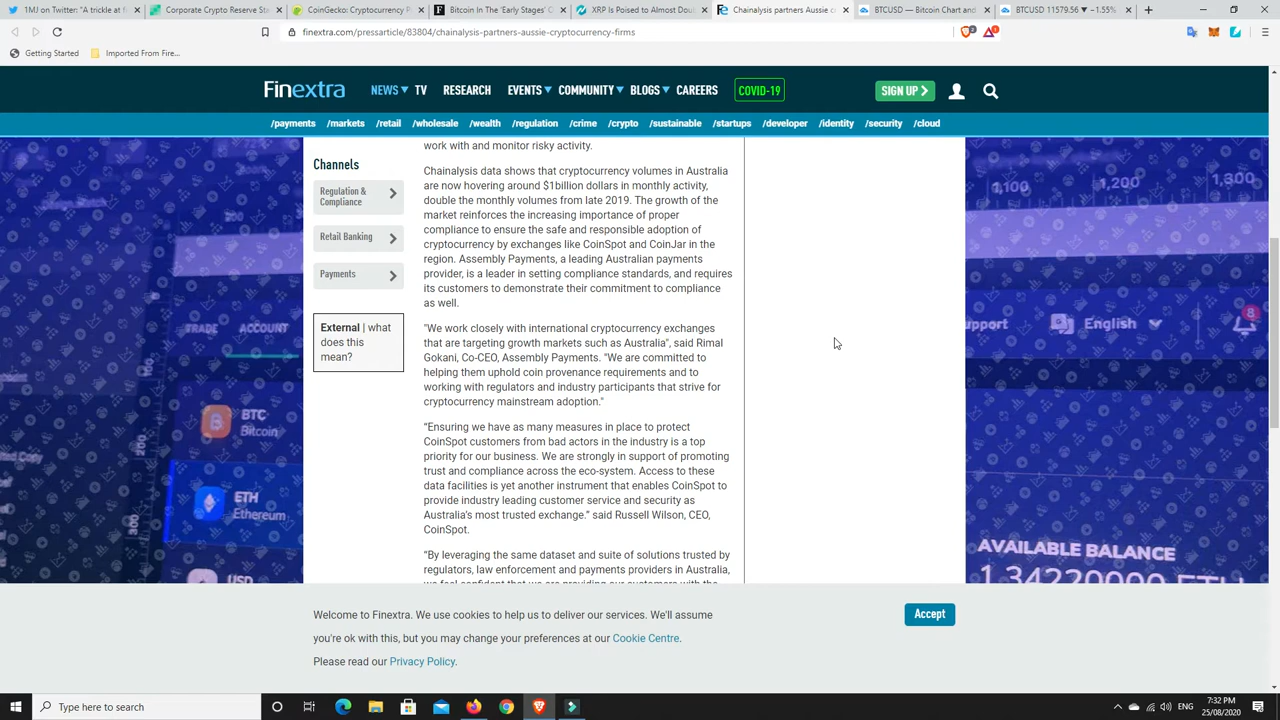 1MJ on Twitter: "A trickle at f
Corporate Crypto Reserve St
CoinGecko: Cryptocurrency P
Bitcoin In The 'Early Stages' C
XRP Is Poised to Almost Dou
Chainalysis partners Aussie c
BTCUSD — Bitcoin Chart and
BTCUSD 11579.56 ▼ −1.55%
finextra.com/pressarticle/83804/chainalysis-partners-aussie-cryptocurrency-firms
Getting Started
Imported From Fire...
Finextra
NEWS
TV
RESEARCH
EVENTS
COMMUNITY
BLOGS
CAREERS
COVID-19
SIGN UP
/payments /markets /retail /wholesale /wealth /regulation /crime /crypto /sustainable /startups /developer /identity /security /cloud
Channels
Regulation &
Compliance
Retail Banking
Payments
External | what
does this
mean?
work with and monitor risky activity.
Chainalysis data shows that cryptocurrency volumes in Australia
are now hovering around $1billion dollars in monthly activity,
double the monthly volumes from late 2019. The growth of the
market reinforces the increasing importance of proper
compliance to ensure the safe and responsible adoption of
cryptocurrency by exchanges like CoinSpot and CoinJar in the
region. Assembly Payments, a leading Australian payments
provider, is a leader in setting compliance standards, and requires
its customers to demonstrate their commitment to compliance
as well.
"We work closely with international cryptocurrency exchanges
that are targeting growth markets such as Australia", said Rimal
Gokani, Co-CEO, Assembly Payments. "We are committed to
helping them uphold coin provenance requirements and to
working with regulators and industry participants that strive for
cryptocurrency mainstream adoption."
“Ensuring we have as many measures in place to protect
CoinSpot customers from bad actors in the industry is a top
priority for our business. We are strongly in support of promoting
trust and compliance across the eco-system. Access to these
data facilities is yet another instrument that enables CoinSpot to
provide industry leading customer service and security as
Australia’s most trusted exchange.” said Russell Wilson, CEO,
CoinSpot.
“By leveraging the same dataset and suite of solutions trusted by
regulators, law enforcement and payments providers in Australia,
we feel confident that we are providing our customers with the
TRADE ACCOUNT
BTC
Bitcoin
ETH
Ethereum
USD
1,100
1,200
1,300
pport
English
8
AVAILABLE BALANCE
1.34220000 ETH
Welcome to Finextra. We use cookies to help us to deliver our services. We'll assume
you're ok with this, but you may change your preferences at our Cookie Centre.
Please read our Privacy Policy.
Accept
Type here to search
ENG
7:32 PM
25/08/2020